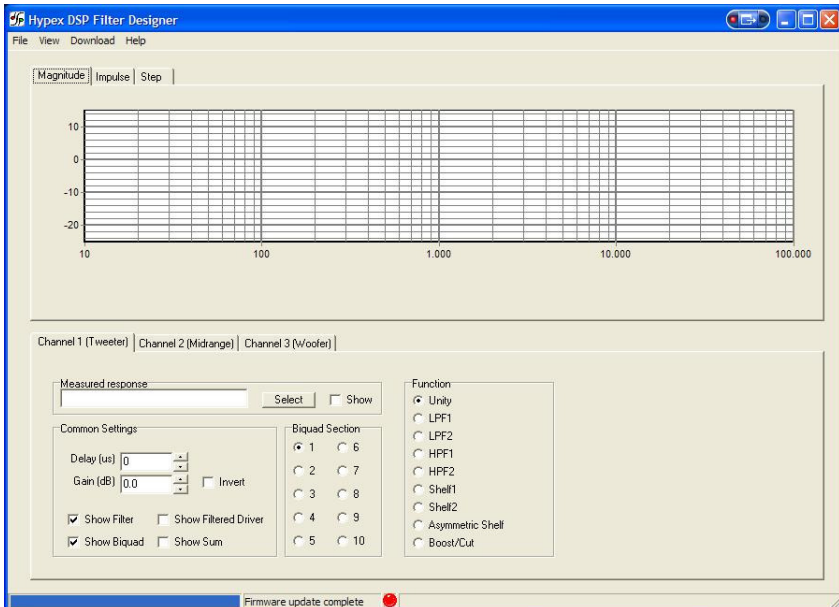 Hypex DSP Filter Designer
File View Download Help
Magnitude Impulse Step
10
0
-10
-20
10 100 1.000 10.000 100.000
Channel 1 (Tweeter) Channel 2 (Midrange) Channel 3 (Woofer)
Measured response
Select Show
Common Settings
Delay (us) 0
Gain (dB) 0.0 Invert
Show Filter Show Filtered Driver
Show Biquad Show Sum
Biquad Section
1 6
2 7
3 8
4 9
5 10
Function
Unity
LPF1
LPF2
HPF1
HPF2
Shelf1
Shelf2
Asymmetric Shelf
Boost/Cut
Firmware update complete